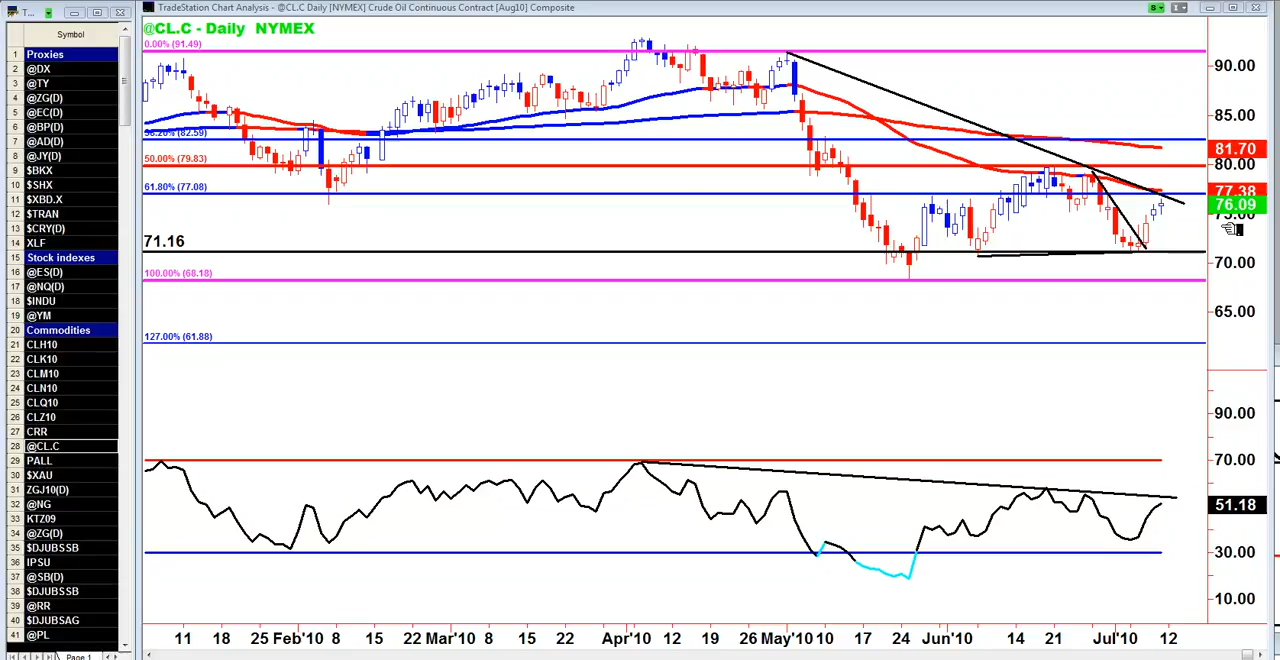 T...
TradeStation Chart Analysis - @CL.C Daily [NYMEX] Crude Oil Continuous Contract [Aug10] Composite
Symbol
1 Proxies
2 @DX
3 @TY
4 @ZG(D)
5 @EC(D)
6 @BP(D)
7 @AD(D)
8 @JY(D)
9 $BKX
10 $SHX
11 $XBD.X
12 $TRAN
13 $CRY(D)
14 XLF
15 Stock indexes
16 @ES(D)
17 @NQ(D)
18 $INDU
19 @YM
20 Commodities
21 CLH10
22 CLK10
23 CLM10
24 CLN10
25 CLQ10
26 CLZ10
27 CRR
28 @CL.C
29 PALL
30 $XAU
31 ZGJ10(D)
32 @NG
33 KTZ09
34 @ZG(D)
35 $DJUBSSB
36 IPSU
37 @SB(D)
38 $DJUBSSB
39 @RR
40 $DJUBSAG
41 @PL
Page 1
@CL.C - Daily NYMEX
0.00% (91.49)
(82.59)
50.00% (79.83)
61.80% (77.08)
71.16
100.00% (68.18)
127.00% (61.88)
90.00
85.00
81.70
80.00
77.38
76.09
75.00
70.00
65.00
90.00
70.00
51.18
30.00
10.00
11 18 25 Feb'10 8 15 22 Mar'10 8 15 22 Apr'10 12 19 26 May'10 10 17 24 Jun'10 14 21 Jul'10 12